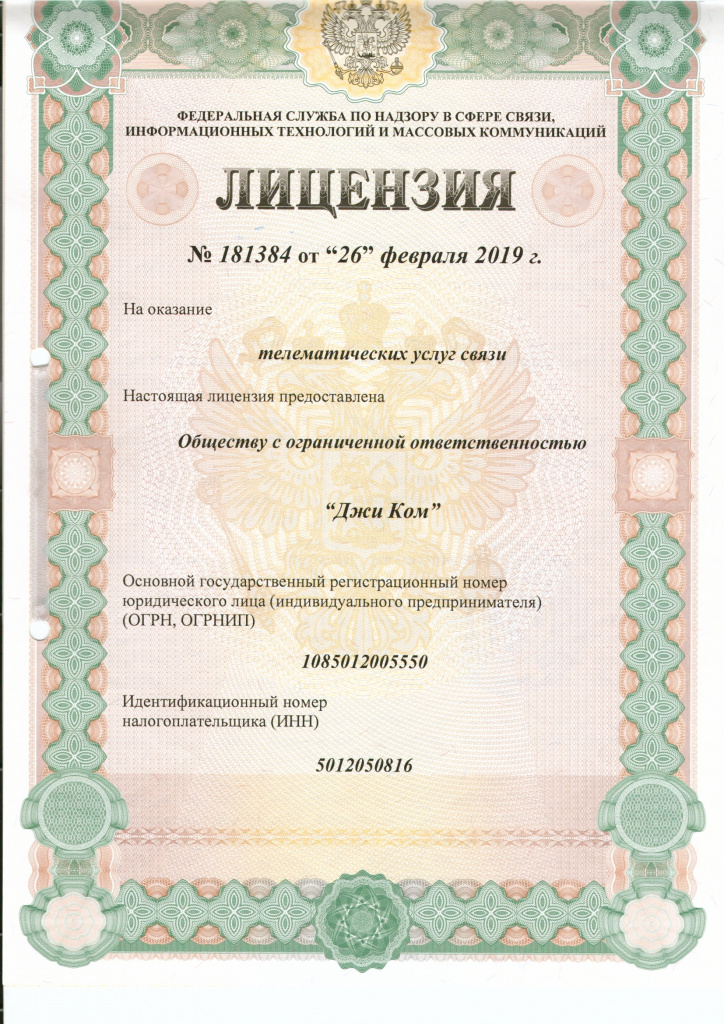 ФЕДЕРАЛЬНАЯ СЛУЖБА ПО НАДЗОРУ В СФЕРЕ СВЯЗИ,
ИНФОРМАЦИОННЫХ ТЕХНОЛОГИЙ И МАССОВЫХ КОММУНИКАЦИЙ
ЛИЦЕНЗИЯ
№ 181384 от “26” февраля 2019 г.
На оказание
телематических услуг связи
Настоящая лицензия предоставлена
Обществу с ограниченной ответственностью
“Джи Ком”
Основной государственный регистрационный номер
юридического лица (индивидуального предпринимателя)
(ОГРН, ОГРНИП)
1085012005550
Идентификационный номер
налогоплательщика (ИНН)
5012050816